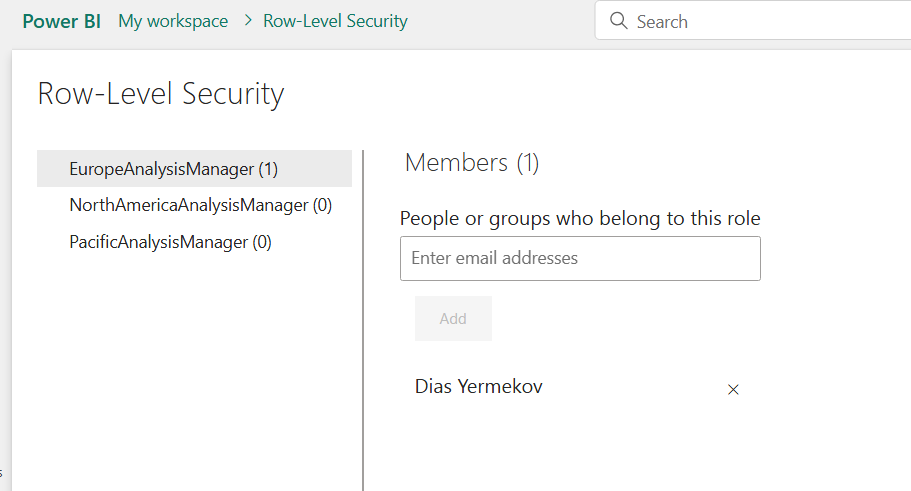 Power BI My workspace > Row-Level Security
Search
Row-Level Security
EuropeAnalysisManager (1)
NorthAmericaAnalysisManager (0)
PacificAnalysisManager (0)
Members (1)
People or groups who belong to this role
Enter email addresses
Add
Dias Yermekov
s